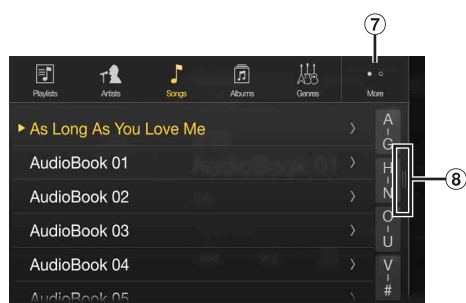 7
Playlists Artists Songs Albums Genres More
As Long As You Love Me
AudioBook 01
AudioBook 02
AudioBook 03
AudioBook 04
AudioBook 05
A-G
H-N
O-U
V-#
8